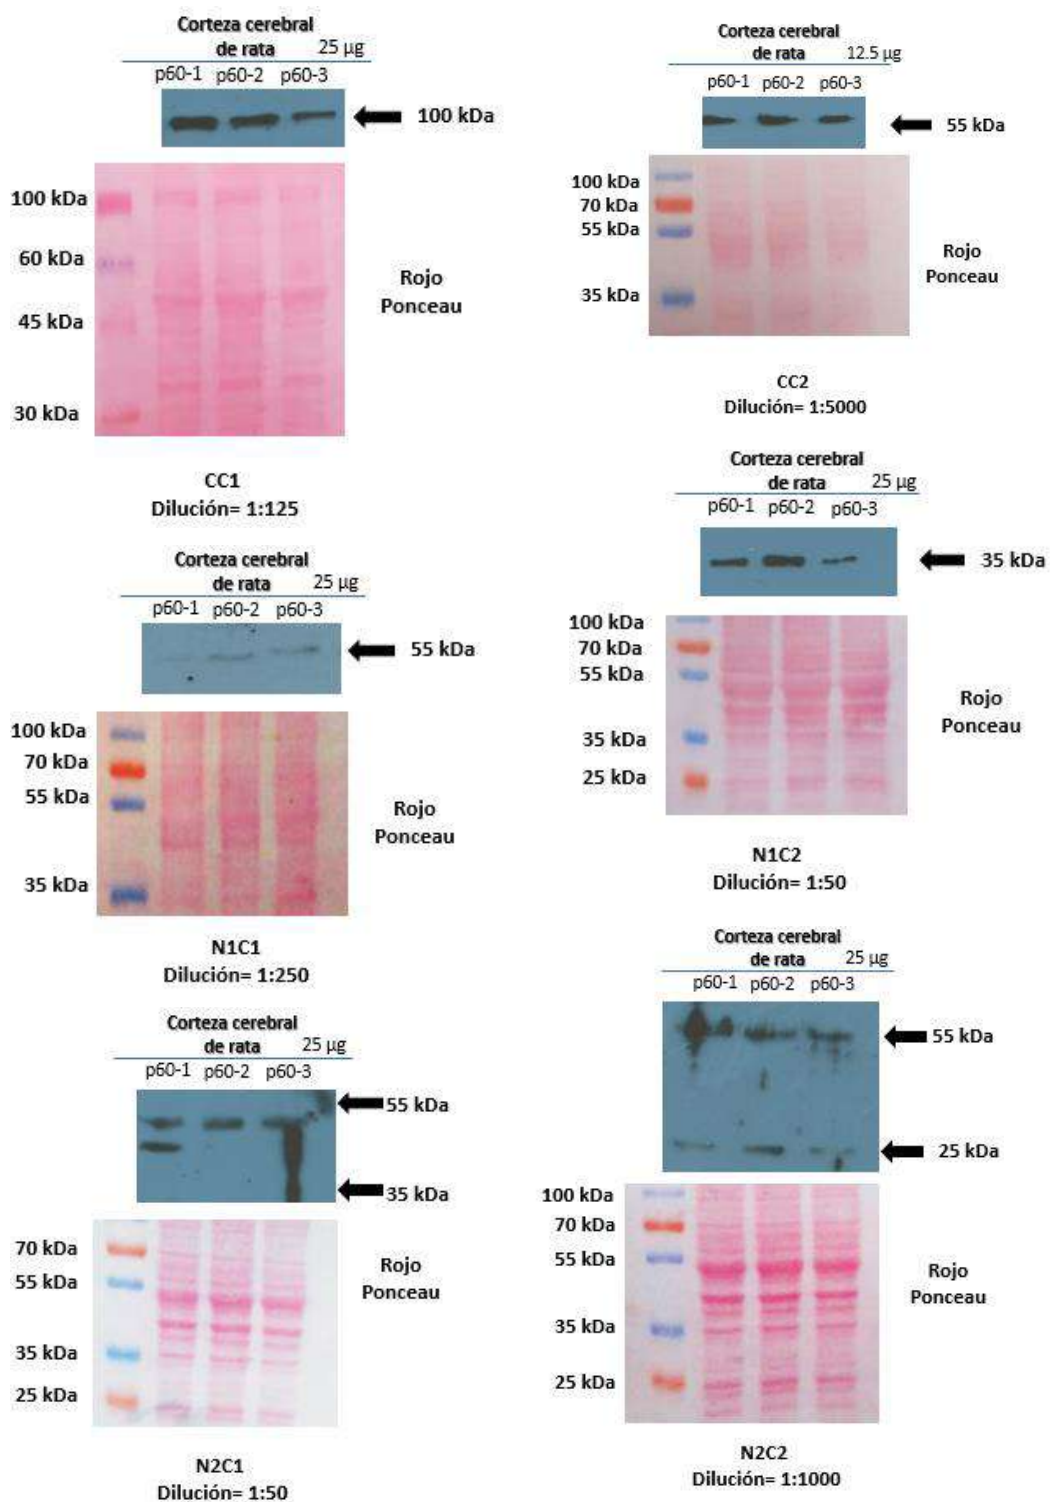 Corteza cerebral
de rata 25 µg
p60-1 p60-2 p60-3
100 kDa
100 kDa
60 kDa
45 kDa
30 kDa
Rojo
Ponceau
CC1
Dilución= 1:125
Corteza cerebral
de rata 12.5 µg
p60-1 p60-2 p60-3
55 kDa
100 kDa
70 kDa
55 kDa
35 kDa
Rojo
Ponceau
CC2
Dilución= 1:5000
Corteza cerebral
de rata 25 µg
p60-1 p60-2 p60-3
55 kDa
100 kDa
70 kDa
55 kDa
35 kDa
Rojo
Ponceau
N1C1
Dilución= 1:250
Corteza cerebral
de rata 25 µg
p60-1 p60-2 p60-3
35 kDa
100 kDa
70 kDa
55 kDa
35 kDa
25 kDa
Rojo
Ponceau
N1C2
Dilución= 1:50
Corteza cerebral
de rata 25 µg
p60-1 p60-2 p60-3
55 kDa
35 kDa
70 kDa
55 kDa
35 kDa
25 kDa
Rojo
Ponceau
N2C1
Dilución= 1:50
Corteza cerebral
de rata 25 µg
p60-1 p60-2 p60-3
55 kDa
25 kDa
100 kDa
70 kDa
55 kDa
35 kDa
25 kDa
Rojo
Ponceau
N2C2
Dilución= 1:1000